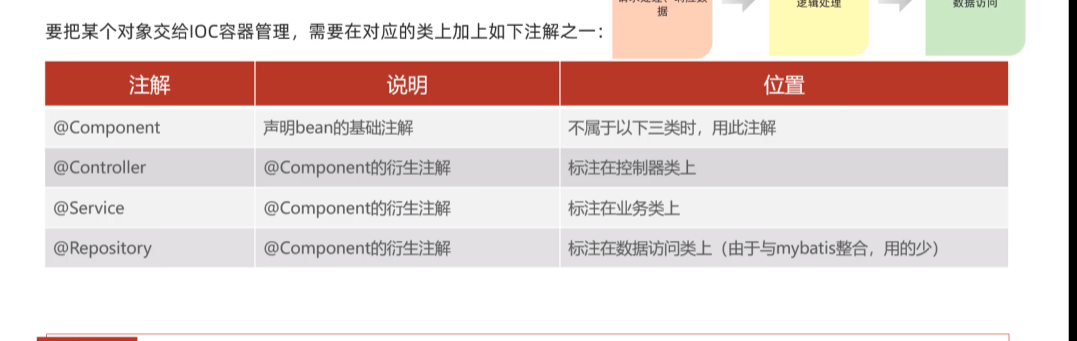 据
逻辑处理
数据访问
要把某个对象交给IOC容器管理，需要在对应的类上加上如下注解之一：
注解 说明 位置
@Component 声明bean的基础注解 不属于以下三类时，用此注解
@Controller @Component的衍生注解 标注在控制器类上
@Service @Component的衍生注解 标注在业务类上
@Repository @Component的衍生注解 标注在数据访问类上（由于与mybatis整合，用的少）